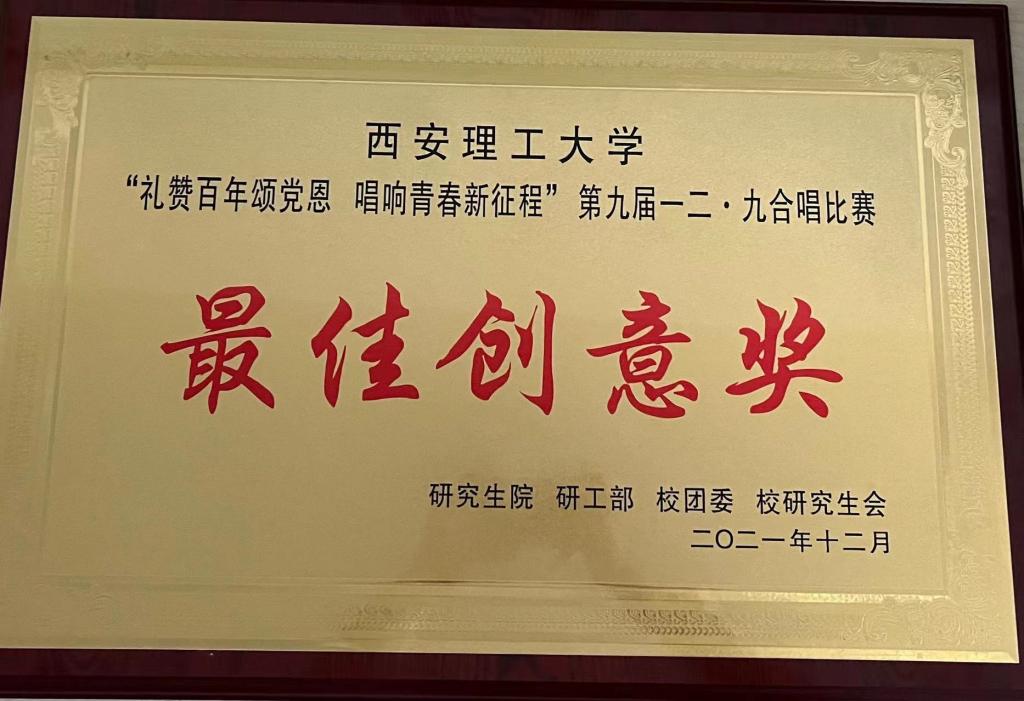 西安理工大学
“礼赞百年颂党恩 唱响青春新征程”第九届一二·九合唱比赛
最佳创意奖
研究生院 研工部 校团委 校研究生会
二〇二一年十二月